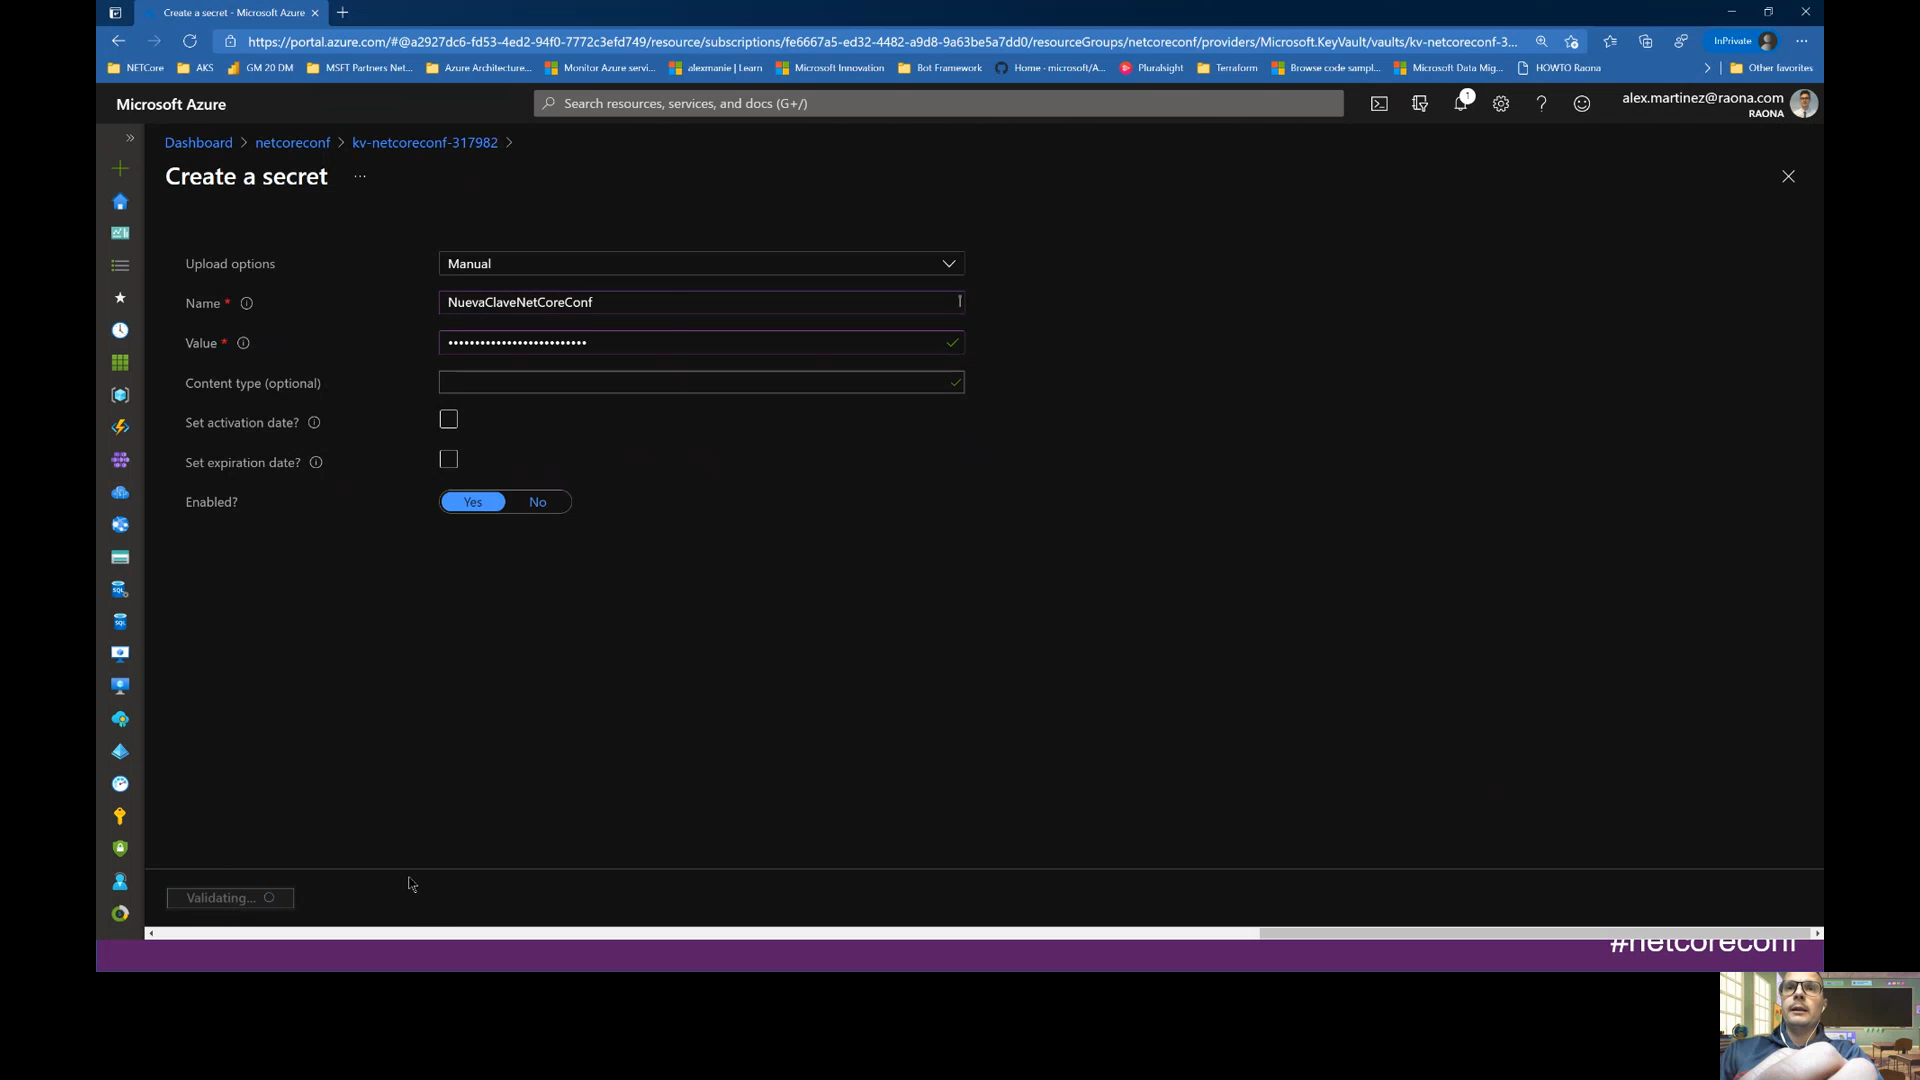 Create a secret - Microsoft Azure
https://portal.azure.com/#@a2927dc6-fd53-4ed2-94f0-7772c3efd749/resource/subscriptions/fe6667a5-ed32-4482-a9d8-9a63be5a7dd0/resourceGroups/netcoreconf/providers/Microsoft.KeyVault/vaults/kv-netcoreconf-3... InPrivate
NETCore AKS GM 20 DM MSFT Partners Net... Azure Architecture... Monitor Azure servi... alexmanie | Learn Microsoft Innovation Bot Framework Home - microsoft/A... Pluralsight Terraform Browse code sampl... Microsoft Data Mig... HOWTO Raona Other favorites
Microsoft Azure Search resources, services, and docs (G+/) 1 alex.martinez@raona.com
RAONA
Dashboard > netcoreconf > kv-netcoreconf-317982 >
Create a secret ...
Upload options Manual
Name * NuevaClaveNetCoreConf
Value * ••••••••••••••••••••••••••
Content type (optional)
Set activation date?
Set expiration date?
Enabled? Yes No
Validating...
#netcoreconf